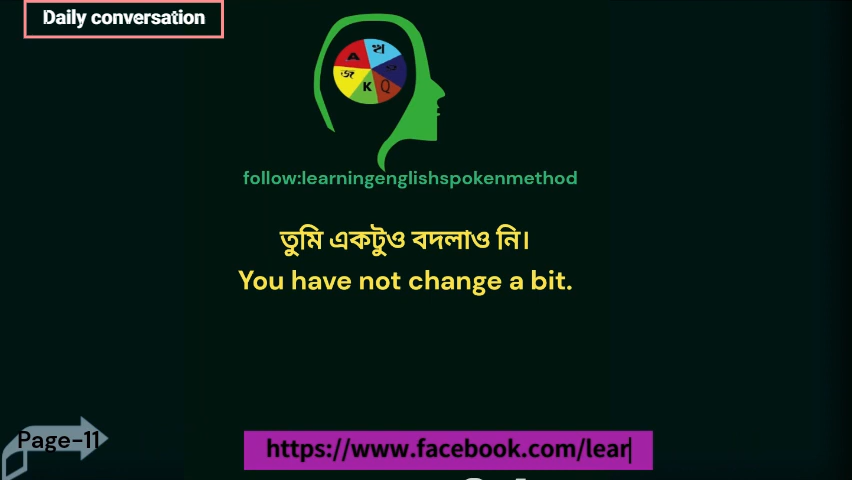 Daily conversation
A
খ
জ
K
Q
follow:learningenglishspokenmethod
তুমি একটুও বদলাও নি।
You have not change a bit.
Page-11
https://www.facebook.com/lear